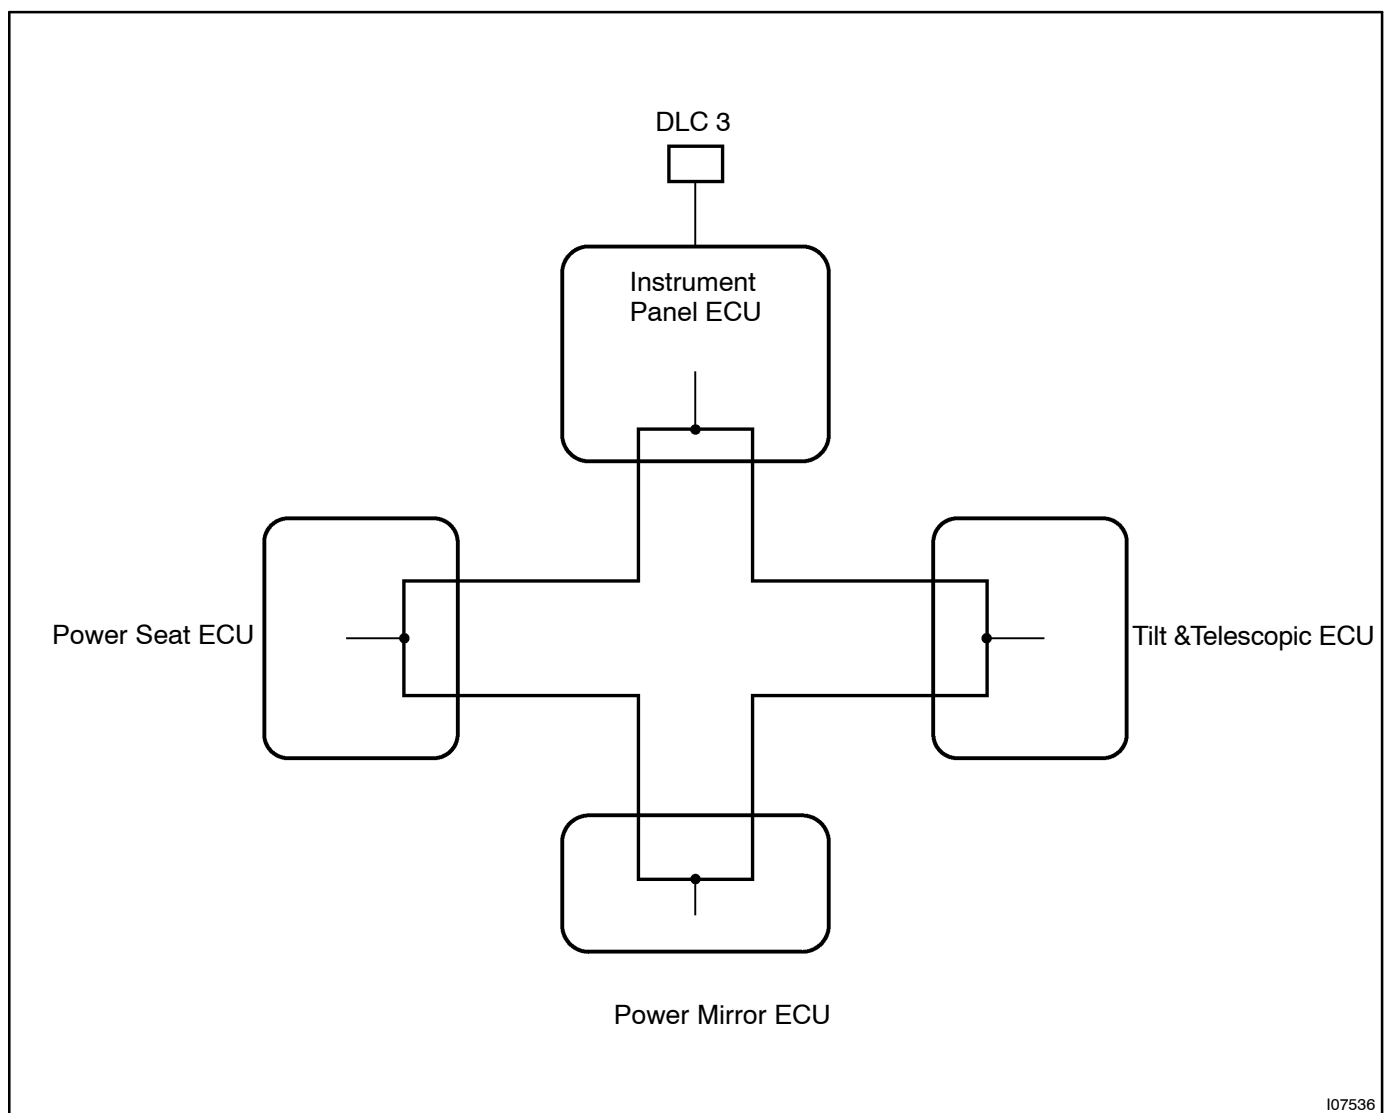 DLC 3
Instrument
Panel ECU
Power Seat ECU
Tilt &Telescopic ECU
Power Mirror ECU
I07536